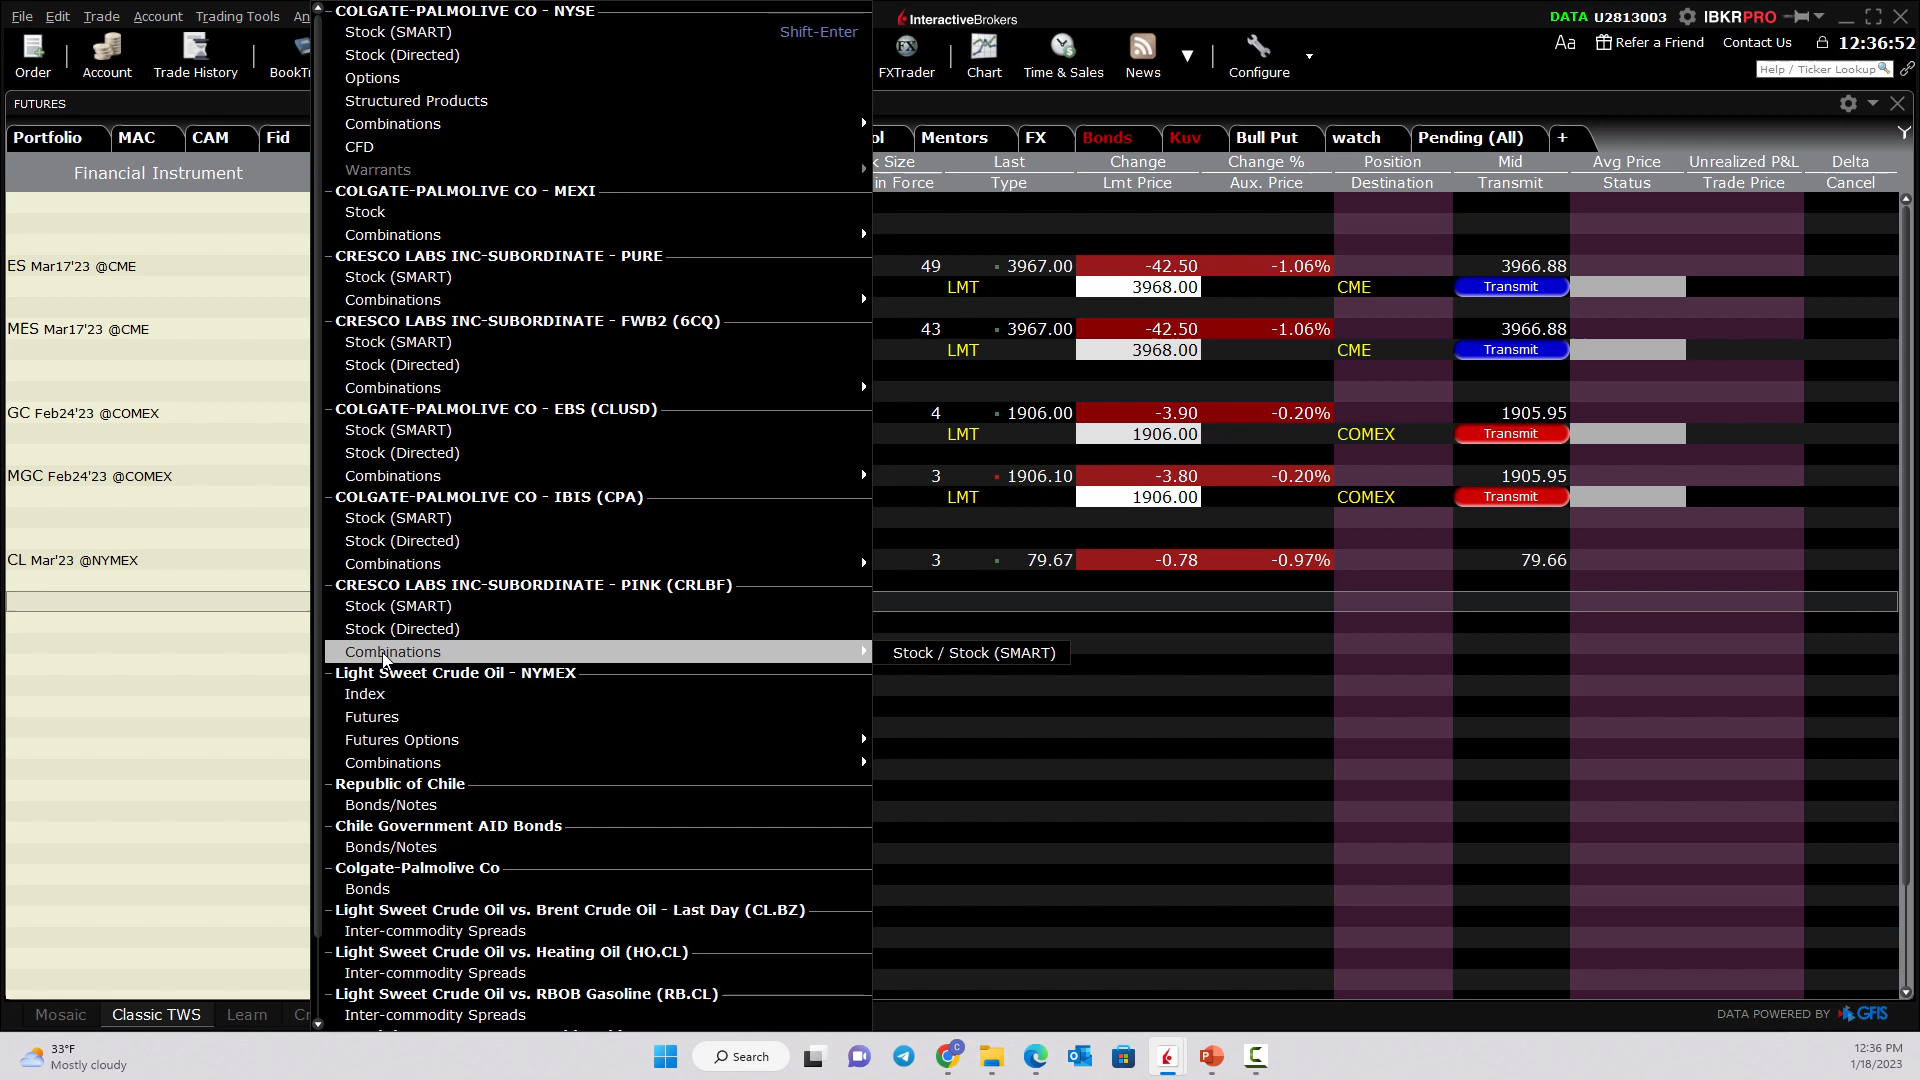 File Edit Trade Account Trading Tools
InteractiveBrokers
DATA U2813003 IBKRPRO
Order Account Trade History
FXTrader Chart Time & Sales News Configure
Aa Refer a Friend Contact Us 12:36:52
Help / Ticker Lookup
FUTURES
Portfolio MAC CAM Fid
Mentors FX Bonds Kuv Bull Put watch Pending (All) +
Financial Instrument
Size Last Change Change % Position Mid Avg Price Unrealized P&L Delta
in Force Type Lmt Price Aux. Price Destination Transmit Status Trade Price Cancel
COLGATE-PALMOLIVE CO - NYSE
Stock (SMART) Shift-Enter
Stock (Directed)
Options
Structured Products
Combinations
CFD
Warrants
COLGATE-PALMOLIVE CO - MEXI
Stock
Combinations
CRESCO LABS INC-SUBORDINATE - PURE
Stock (SMART)
Combinations
CRESCO LABS INC-SUBORDINATE - FWB2 (6CQ)
Stock (SMART)
Stock (Directed)
Combinations
COLGATE-PALMOLIVE CO - EBS (CLUSD)
Stock (SMART)
Stock (Directed)
Combinations
COLGATE-PALMOLIVE CO - IBIS (CPA)
Stock (SMART)
Stock (Directed)
Combinations
CRESCO LABS INC-SUBORDINATE - PINK (CRLBF)
Stock (SMART)
Stock (Directed)
Combinations
Stock / Stock (SMART)
Light Sweet Crude Oil - NYMEX
Index
Futures
Futures Options
Combinations
Republic of Chile
Bonds/Notes
Chile Government AID Bonds
Bonds/Notes
Colgate-Palmolive Co
Bonds
Light Sweet Crude Oil vs. Brent Crude Oil - Last Day (CL.BZ)
Inter-commodity Spreads
Light Sweet Crude Oil vs. Heating Oil (HO.CL)
Inter-commodity Spreads
Light Sweet Crude Oil vs. RBOB Gasoline (RB.CL)
Inter-commodity Spreads
ES Mar17'23 @CME 49 3967.00 -42.50 -1.06% 3966.88
LMT 3968.00 CME Transmit
MES Mar17'23 @CME 43 3967.00 -42.50 -1.06% 3966.88
LMT 3968.00 CME Transmit
GC Feb24'23 @COMEX 4 1906.00 -3.90 -0.20% 1905.95
LMT 1906.00 COMEX Transmit
MGC Feb24'23 @COMEX 3 1906.10 -3.80 -0.20% 1905.95
LMT 1906.00 COMEX Transmit
CL Mar'23 @NYMEX 3 79.67 -0.78 -0.97% 79.66
Mosaic Classic TWS Learn
DATA POWERED BY GFIS
33°F
Mostly cloudy
Search
12:36 PM
1/18/2023